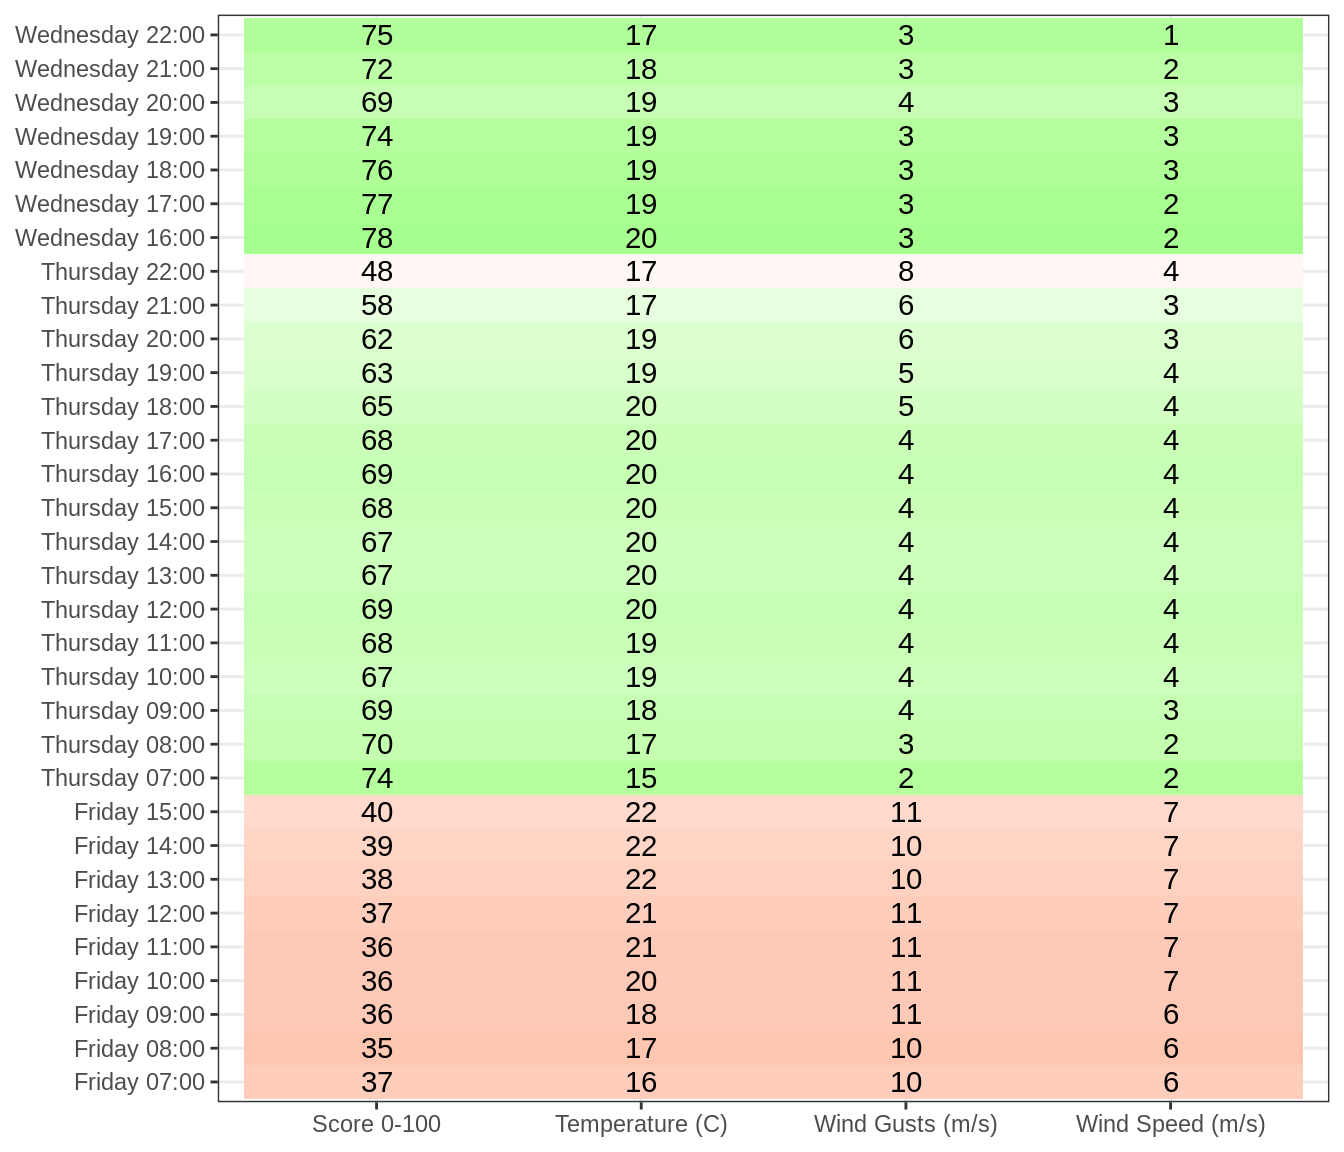 Wednesday 22:00 75 17 3 1
Wednesday 21:00 72 18 3 2
Wednesday 20:00 69 19 4 3
Wednesday 19:00 74 19 3 3
Wednesday 18:00 76 19 3 3
Wednesday 17:00 77 19 3 2
Wednesday 16:00 78 20 3 2
Thursday 22:00 48 17 8 4
Thursday 21:00 58 17 6 3
Thursday 20:00 62 19 6 3
Thursday 19:00 63 19 5 4
Thursday 18:00 65 20 5 4
Thursday 17:00 68 20 4 4
Thursday 16:00 69 20 4 4
Thursday 15:00 68 20 4 4
Thursday 14:00 67 20 4 4
Thursday 13:00 67 20 4 4
Thursday 12:00 69 20 4 4
Thursday 11:00 68 19 4 4
Thursday 10:00 67 19 4 4
Thursday 09:00 69 18 4 3
Thursday 08:00 70 17 3 2
Thursday 07:00 74 15 2 2
Friday 15:00 40 22 11 7
Friday 14:00 39 22 10 7
Friday 13:00 38 22 10 7
Friday 12:00 37 21 11 7
Friday 11:00 36 21 11 7
Friday 10:00 36 20 11 7
Friday 09:00 36 18 11 6
Friday 08:00 35 17 10 6
Friday 07:00 37 16 10 6
Score 0-100 Temperature (C) Wind Gusts (m/s) Wind Speed (m/s)